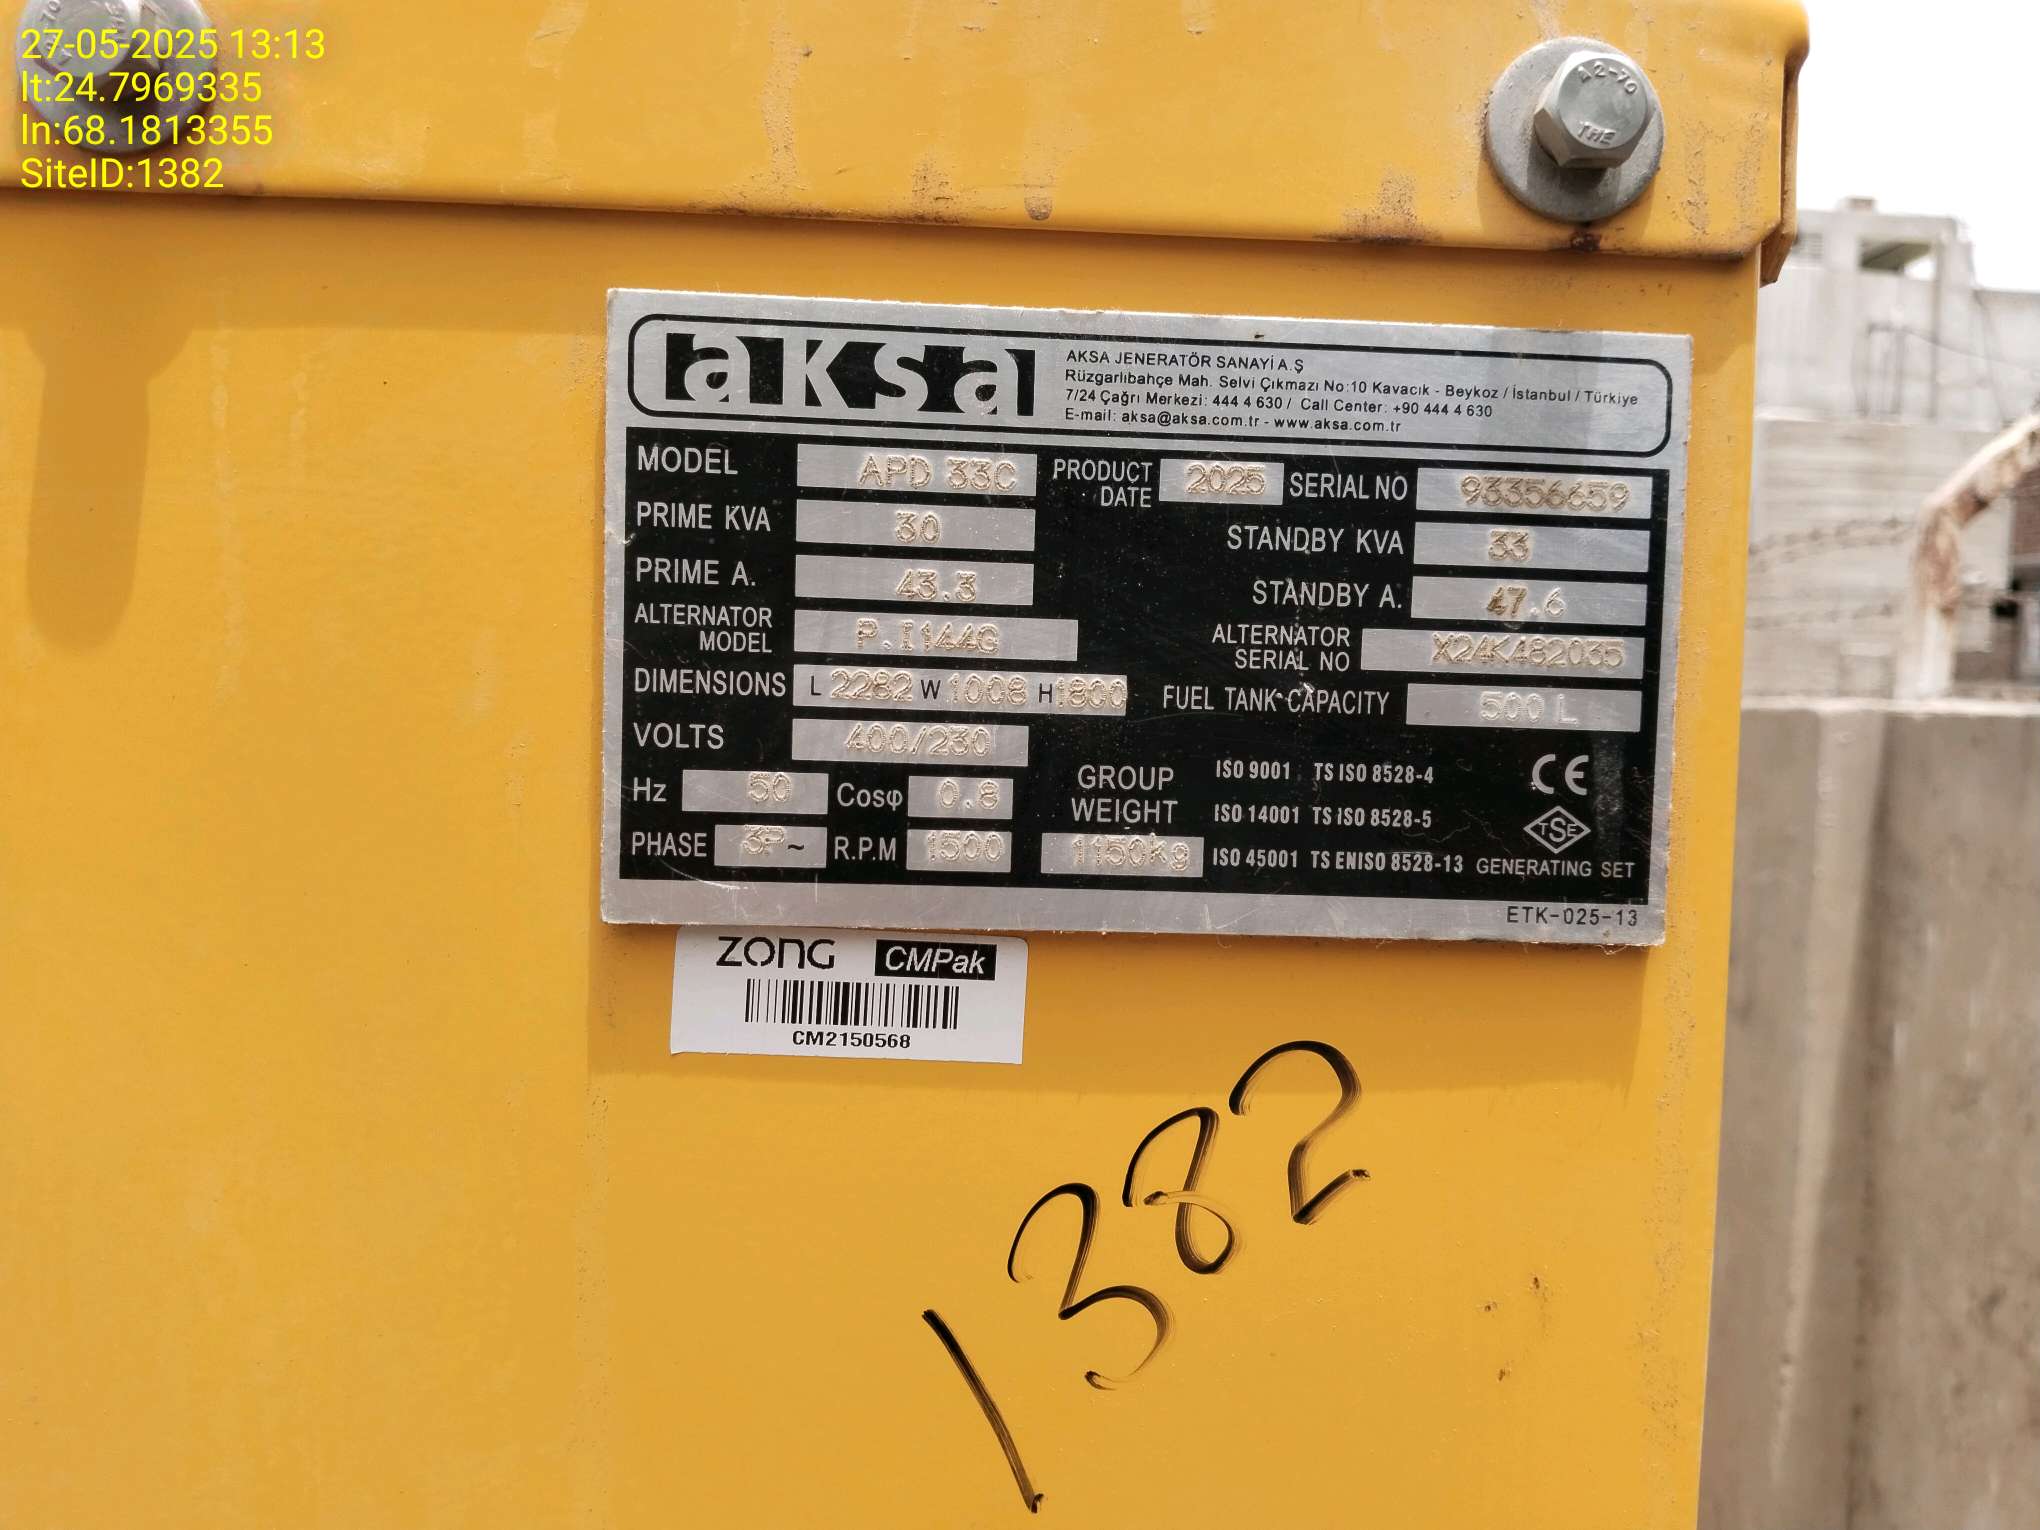 27-05-2025 13:13
lt:24.7969335
ln:68.1813355
SiteID:1382
A2-70
THE
aksa
AKSA JENERATÖR SANAYİ A.Ş
Rüzgarlıbahçe Mah. Selvi Çıkmazı No:10 Kavacık - Beykoz / İstanbul / Türkiye
7/24 Çağrı Merkezi: 444 4 630 / Call Center: +90 444 4 630
E-mail: aksa@aksa.com.tr - www.aksa.com.tr
MODEL APD 33C PRODUCT DATE 2025 SERIAL NO 93356659
PRIME KVA 30 STANDBY KVA 33
PRIME A. 43.3 STANDBY A. 47.6
ALTERNATOR MODEL P.I144G ALTERNATOR SERIAL NO X24K482035
DIMENSIONS L 2282 W 1008 H 1800 FUEL TANK CAPACITY 500 L
VOLTS 400/230
Hz 50 Cosφ 0.8 GROUP WEIGHT 1150kg
PHASE 3P~ R.P.M 1500
ISO 9001 TS ISO 8528-4
ISO 14001 TS ISO 8528-5
ISO 45001 TS EN ISO 8528-13
CE
TSE
GENERATING SET
ETK-025-13
ZONG CMPak
CM2150568
1382